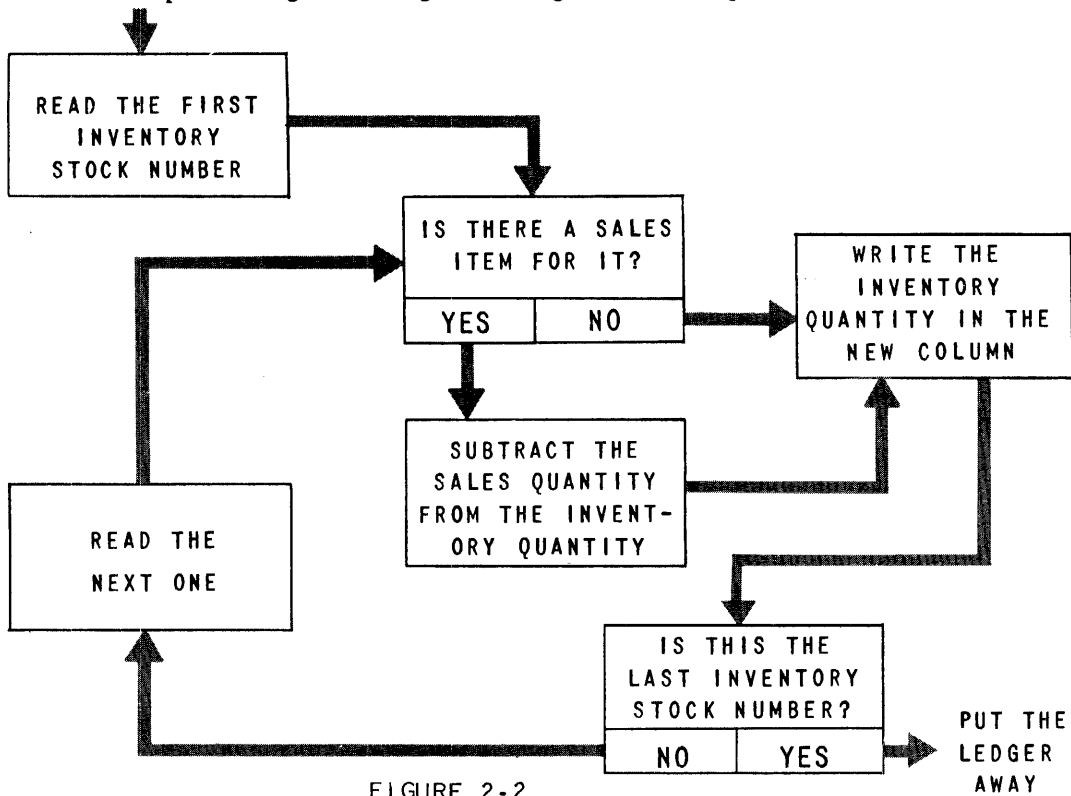 READ THE FIRST
INVENTORY
STOCK NUMBER
IS THERE A SALES
ITEM FOR IT?
YES
NO
WRITE THE
INVENTORY
QUANTITY IN THE
NEW COLUMN
SUBTRACT THE
SALES QUANTITY
FROM THE INVENT-
ORY QUANTITY
READ THE
NEXT ONE
IS THIS THE
LAST INVENTORY
STOCK NUMBER?
NO
YES
PUT THE
LEDGER
AWAY
FIGURE 2-2